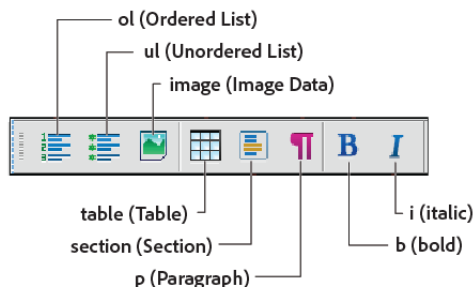 ol (Ordered List)
ul (Unordered List)
image (Image Data)
B I
table (Table)
i (italic)
section (Section)
b (bold)
p (Paragraph)